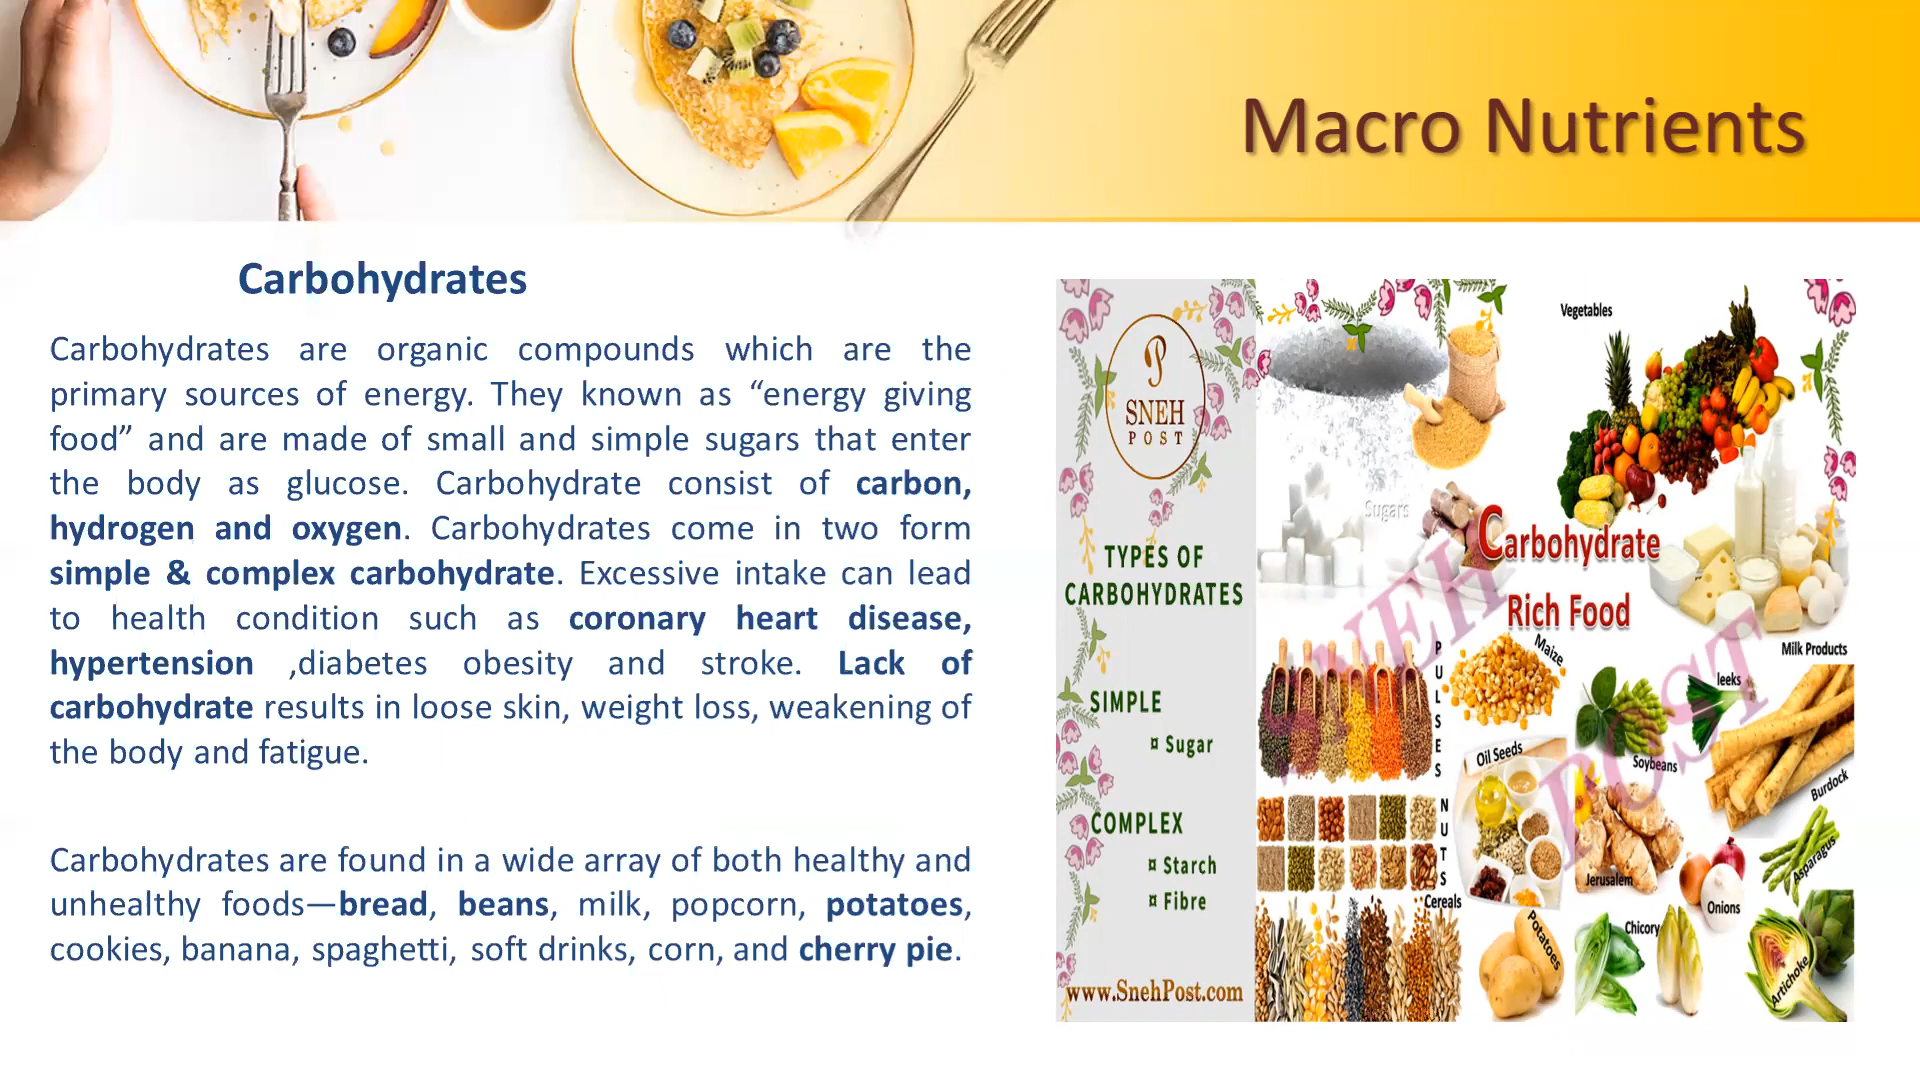 Macro Nutrients
Carbohydrates
Carbohydrates are organic compounds which are the
primary sources of energy. They known as “energy giving
food” and are made of small and simple sugars that enter
the body as glucose. Carbohydrate consist of carbon,
hydrogen and oxygen. Carbohydrates come in two form
simple & complex carbohydrate. Excessive intake can lead
to health condition such as coronary heart disease,
hypertension ,diabetes obesity and stroke. Lack of
carbohydrate results in loose skin, weight loss, weakening of
the body and fatigue.
Carbohydrates are found in a wide array of both healthy and
unhealthy foods—bread, beans, milk, popcorn, potatoes,
cookies, banana, spaghetti, soft drinks, corn, and cherry pie.
SNEH
POST
TYPES OF
CARBOHYDRATES
SIMPLE
¤ Sugar
COMPLEX
¤ Starch
¤ Fibre
www.SnehPost.com
Vegetables
Sugars
Carbohydrate
Rich Food
Milk Products
PULSES
Maize
leeks
Oil Seeds
Soybeans
Burdock
NUTS
Asparagus
Jerusalem
Cereals
Onions
Potatoes
Chicory
Artichoke
SNEH
POST